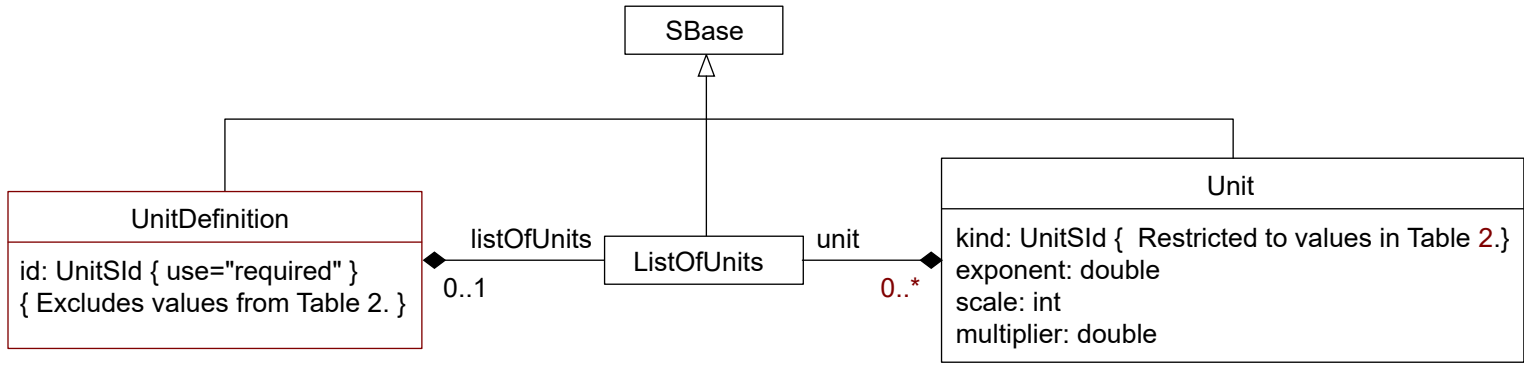 SBase
UnitDefinition
id: UnitSId { use="required" }
{ Excludes values from Table 2. }
listOfUnits
0..1
ListOfUnits
unit
0..*
Unit
kind: UnitSId {  Restricted to values in Table 2.}
exponent: double
scale: int
multiplier: double